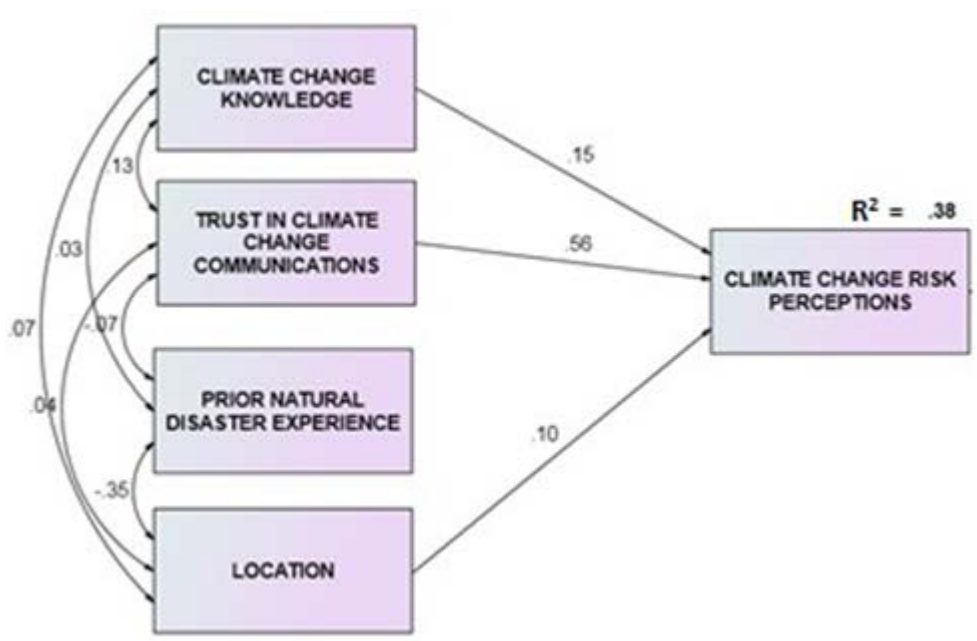 CLIMATE CHANGE
KNOWLEDGE
.15
.13
R² = .38
TRUST IN CLIMATE
CHANGE
COMMUNICATIONS
.56
.03
CLIMATE CHANGE RISK
PERCEPTIONS
.07
-.07
PRIOR NATURAL
DISASTER EXPERIENCE
.04
.10
-.35
LOCATION